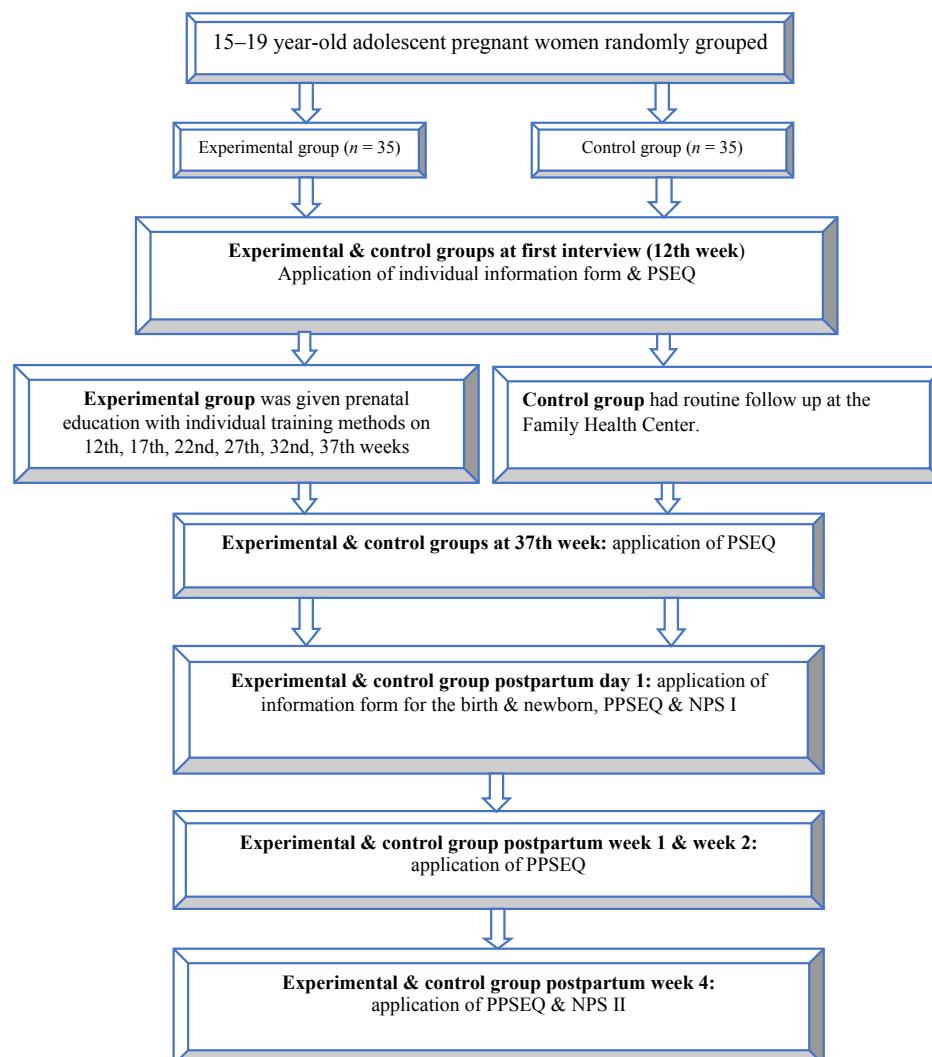 15–19 year-old adolescent pregnant women randomly grouped
Experimental group (n = 35)
Control group (n = 35)
Experimental & control groups at first interview (12th week)
Application of individual information form & PSEQ
Experimental group was given prenatal
education with individual training methods on
12th, 17th, 22nd, 27th, 32nd, 37th weeks
Control group had routine follow up at the
Family Health Center.
Experimental & control groups at 37th week: application of PSEQ
Experimental & control group postpartum day 1: application of
information form for the birth & newborn, PPSEQ & NPS I
Experimental & control group postpartum week 1 & week 2:
application of PPSEQ
Experimental & control group postpartum week 4:
application of PPSEQ & NPS II